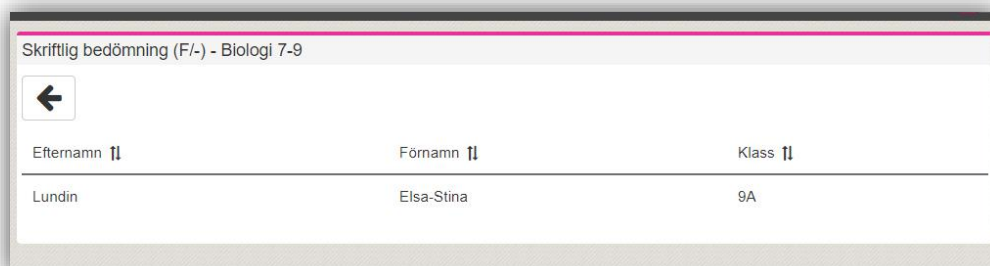 Skriftlig bedömning (F/-) - Biologi 7-9
Efternamn Förnamn Klass
Lundin Elsa-Stina 9A